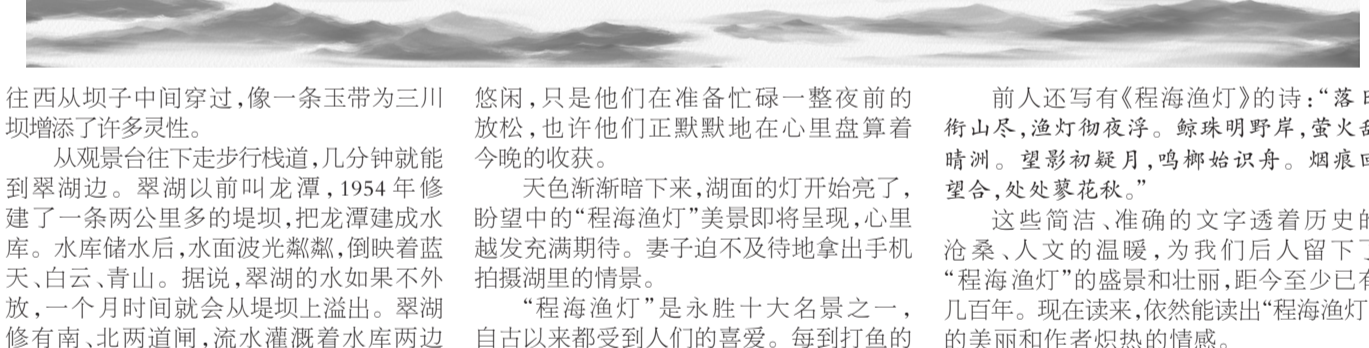 往西从坝子中间穿过，像一条玉带为三川
坝增添了许多灵性。
从观景台往下走步行栈道，几分钟就能
到翠湖边。翠湖以前叫龙潭，1954 年修
建了一条两公里多的堤坝，把龙潭建成水
库。水库储水后，水面波光粼粼，倒映着蓝
天、白云、青山。据说，翠湖的水如果不外
放，一个月时间就会从堤坝上溢出。翠湖
修有南、北两道闸，流水灌溉着水库两边
悠闲，只是他们在准备忙碌一整夜前的
放松，也许他们正默默地在心里盘算着
今晚的收获。
天色渐渐暗下来，湖面的灯开始亮了，
盼望中的“程海渔灯”美景即将呈现，心里
越发充满期待。妻子迫不及待地拿出手机
拍摄湖里的情景。
“程海渔灯”是永胜十大名景之一，
自古以来都受到人们的喜爱。每到打鱼的
前人还写有《程海渔灯》的诗：“落
衔山尽，渔灯彻夜浮。鲸珠明野岸，萤火
晴洲。望影初疑月，鸣榔始识舟。烟痕
望合，处处蓼花秋。”
这些简洁、准确的文字透着历史的
沧桑、人文的温暖，为我们后人留下了
“程海渔灯”的盛景和壮丽，距今至少已有
几百年。现在读来，依然能读出“程海渔灯”
的美丽和作者炽热的情感。